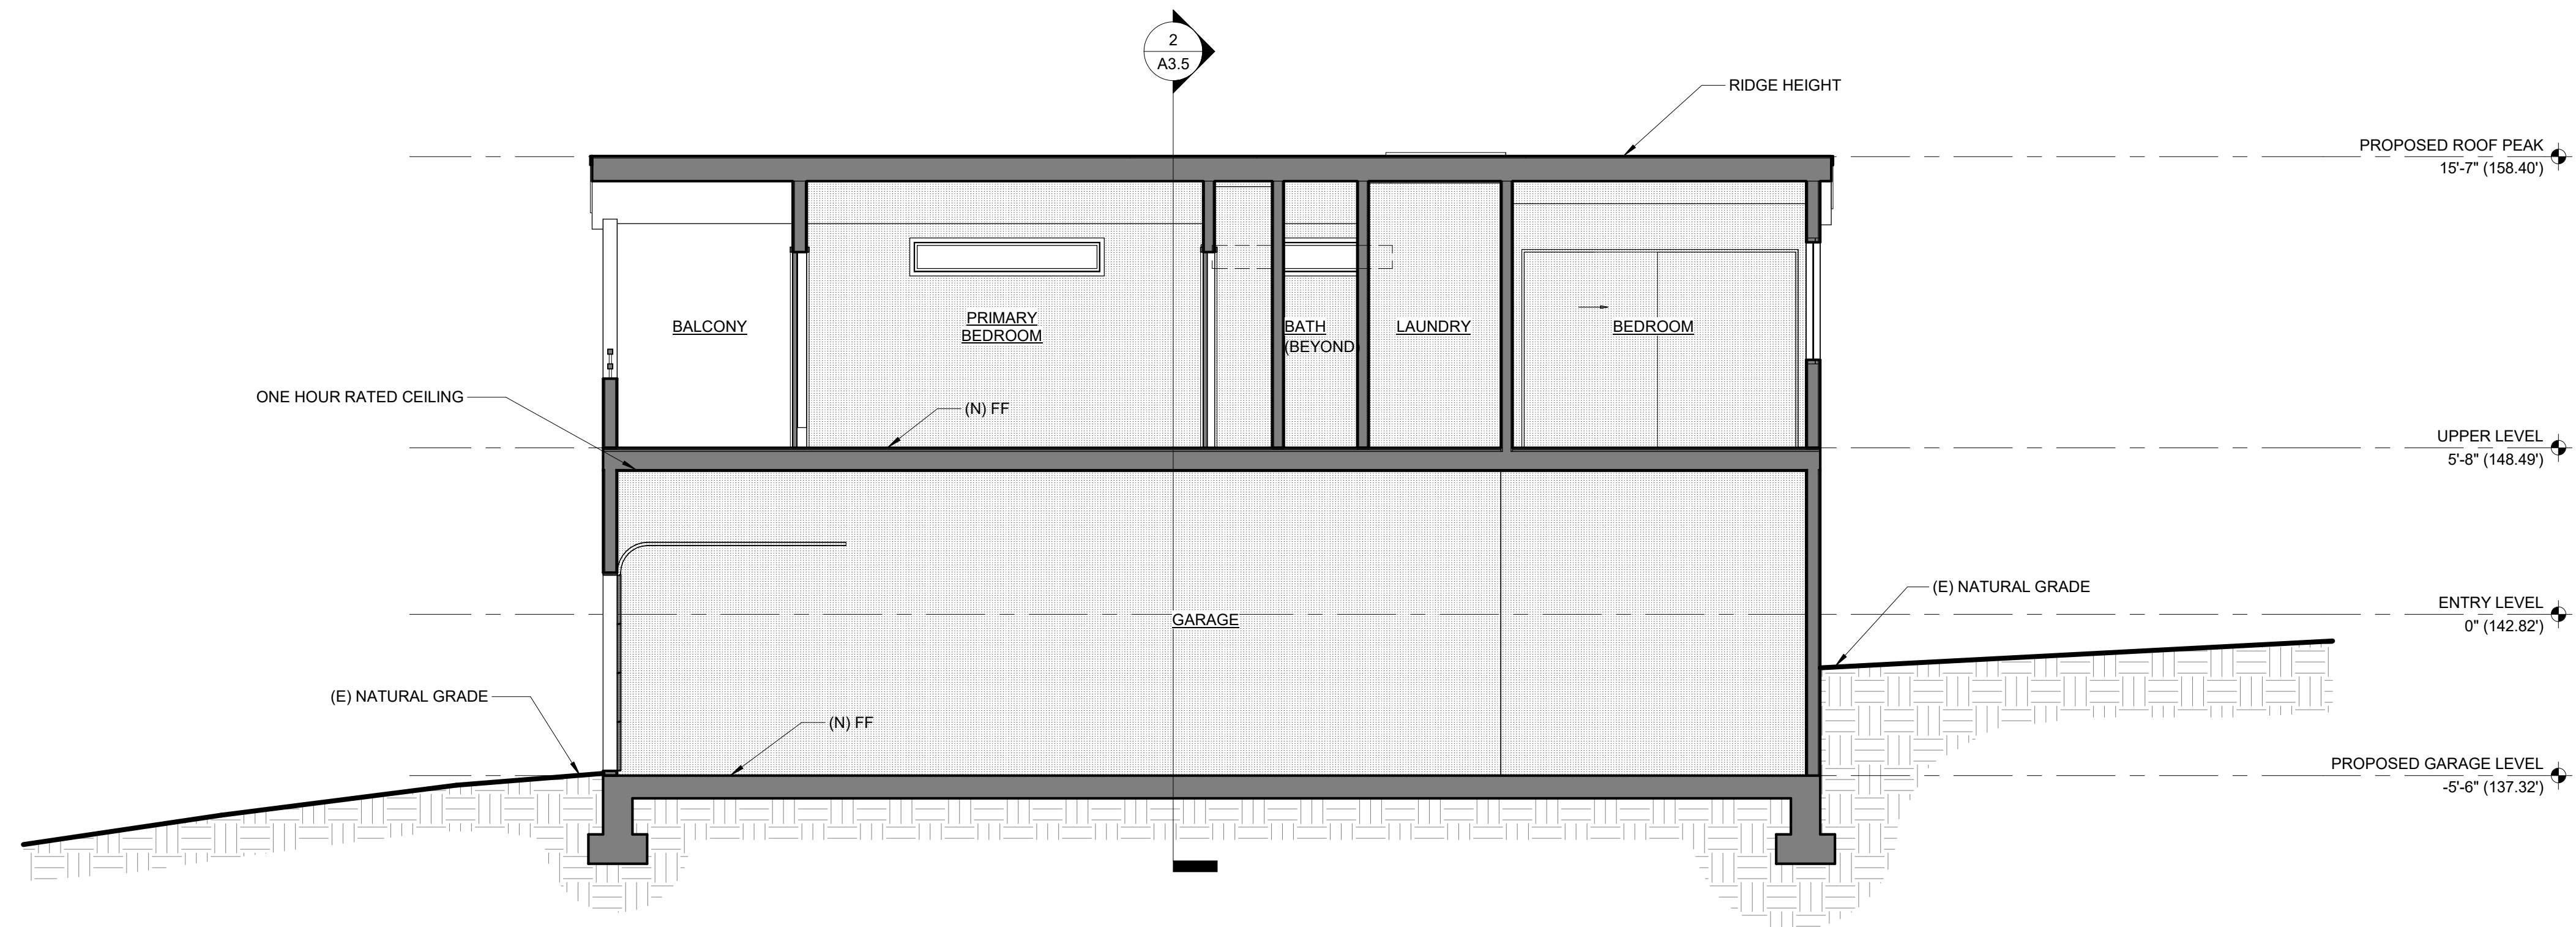 2
A3.5
RIDGE HEIGHT
PROPOSED ROOF PEAK
15'-7" (158.40')
BALCONY
PRIMARY
BEDROOM
BATH
(BEYOND)
LAUNDRY
BEDROOM
ONE HOUR RATED CEILING
(N) FF
UPPER LEVEL
5'-8" (148.49')
(E) NATURAL GRADE
ENTRY LEVEL
0" (142.82')
GARAGE
(E) NATURAL GRADE
(N) FF
PROPOSED GARAGE LEVEL
-5'-6" (137.32')